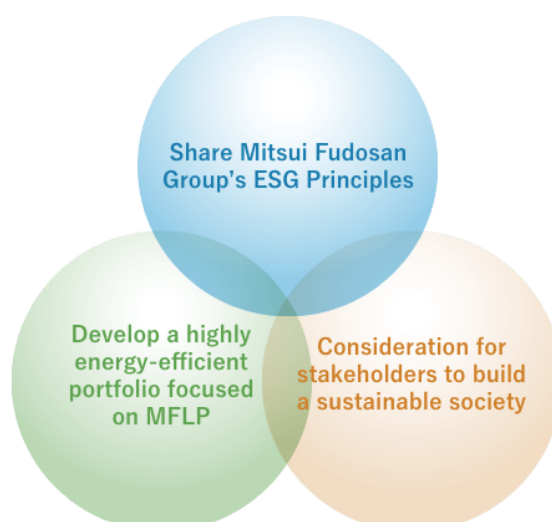 Share Mitsui Fudosan
Group's ESG Principles
Develop a highly
energy-efficient
portfolio focused
on MFLP
Consideration for
stakeholders to build
a sustainable society